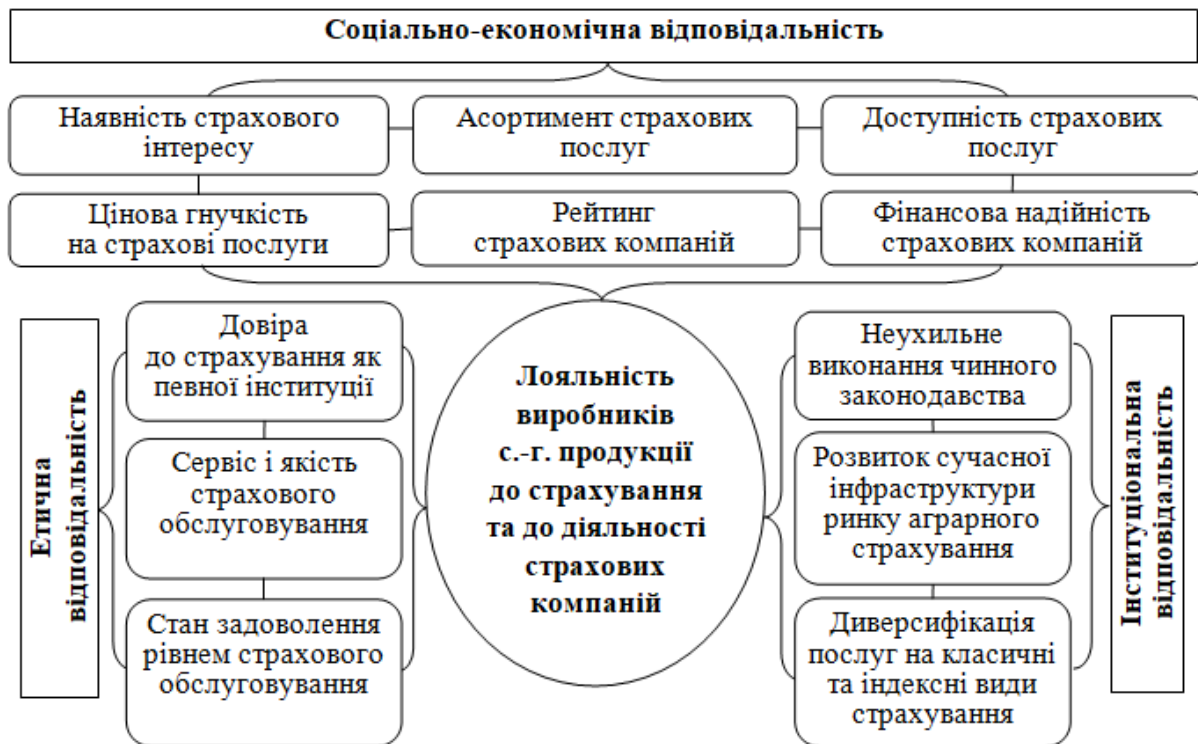 Соціально-економічна відповідальність
Наявність страхового
інтересу
Асортимент страхових
послуг
Доступність страхових
послуг
Цінова гнучкість
на страхові послуги
Рейтинг
страхових компаній
Фінансова надійність
страхових компаній
Етична
відповідальність
Довіра
до страхування як
певної інституції
Сервіс і якість
страхового
обслуговування
Стан задоволення
рівнем страхового
обслуговування
Лояльність
виробників
с.-г. продукції
до страхування
та до діяльності
страхових
компаній
Неухильне
виконання чинного
законодавства
Розвиток сучасної
інфраструктури
ринку аграрного
страхування
Диверсифікація
послуг на класичні
та індексні види
страхування
Інституціональна
відповідальність